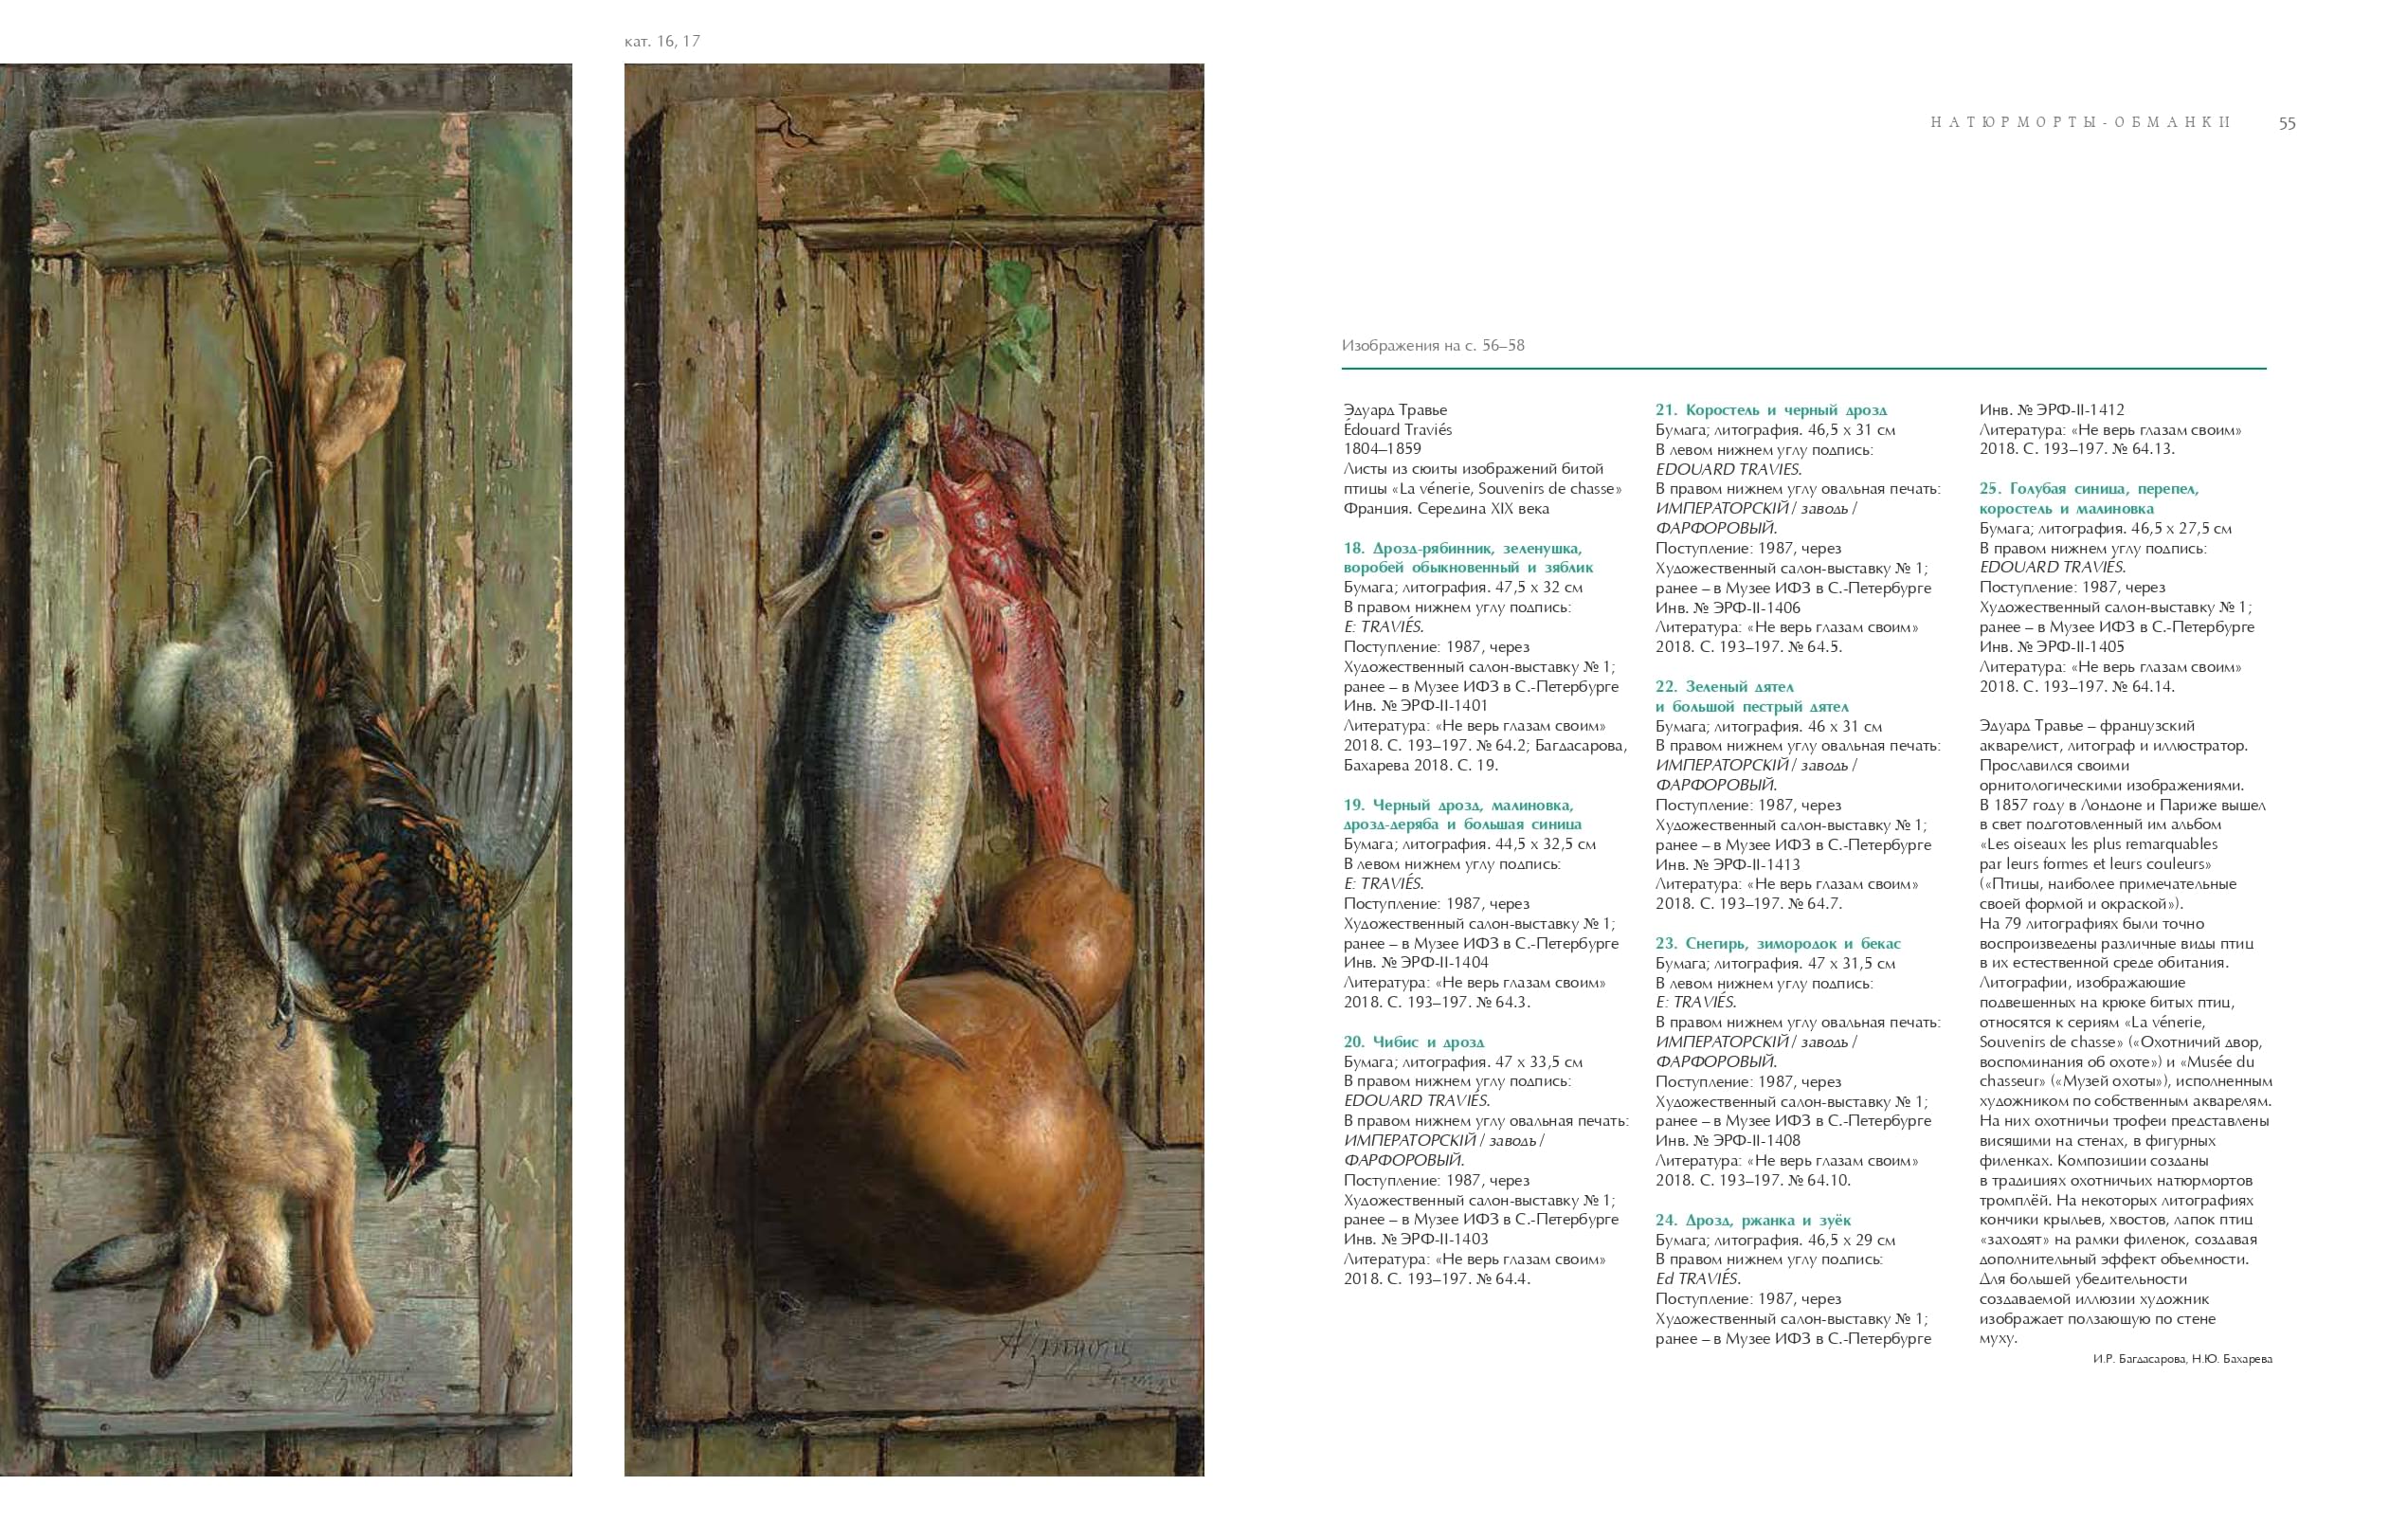 кат. 16, 17
НАТЮРМОРТЫ-ОБМАНКИ 55
Изображения на с. 56–58
Эдуард Травье
Édouard Traviés
1804–1859
Листы из сюиты изображений битой
птицы «La vénerie, Souvenirs de chasse»
Франция. Середина XIX века
18. Дрозд-рябинник, зеленушка,
воробей обыкновенный и зяблик
Бумага; литография. 47,5 х 32 см
В правом нижнем углу подпись:
E: TRAVIÉS.
Поступление: 1987, через
Художественный салон-выставку № 1;
ранее – в Музее ИФЗ в С.-Петербурге
Инв. № ЭРФ-II-1401
Литература: «Не верь глазам своим»
2018. С. 193–197. № 64.2; Багдасарова,
Бахарева 2018. С. 19.
19. Черный дрозд, малиновка,
дрозд-деряба и большая синица
Бумага; литография. 44,5 х 32,5 см
В левом нижнем углу подпись:
E: TRAVIÉS.
Поступление: 1987, через
Художественный салон-выставку № 1;
ранее – в Музее ИФЗ в С.-Петербурге
Инв. № ЭРФ-II-1404
Литература: «Не верь глазам своим»
2018. С. 193–197. № 64.3.
20. Чибис и дрозд
Бумага; литография. 47 х 33,5 см
В правом нижнем углу подпись:
EDOUARD TRAVIÉS.
В правом нижнем углу овальная печать:
ИМПЕРАТОРСКІЙ / заводь /
ФАРФОРОВЫЙ.
Поступление: 1987, через
Художественный салон-выставку № 1;
ранее – в Музее ИФЗ в С.-Петербурге
Инв. № ЭРФ-II-1403
Литература: «Не верь глазам своим»
2018. С. 193–197. № 64.4.
21. Коростель и черный дрозд
Бумага; литография. 46,5 х 31 см
В левом нижнем углу подпись:
EDOUARD TRAVIES.
В правом нижнем углу овальная печать:
ИМПЕРАТОРСКІЙ / заводь /
ФАРФОРОВЫЙ.
Поступление: 1987, через
Художественный салон-выставку № 1;
ранее – в Музее ИФЗ в С.-Петербурге
Инв. № ЭРФ-II-1406
Литература: «Не верь глазам своим»
2018. С. 193–197. № 64.5.
22. Зеленый дятел
и большой пестрый дятел
Бумага; литография. 46 х 31 см
В правом нижнем углу овальная печать:
ИМПЕРАТОРСКІЙ / заводь /
ФАРФОРОВЫЙ.
Поступление: 1987, через
Художественный салон-выставку № 1;
ранее – в Музее ИФЗ в С.-Петербурге
Инв. № ЭРФ-II-1413
Литература: «Не верь глазам своим»
2018. С. 193–197. № 64.7.
23. Снегирь, зимородок и бекас
Бумага; литография. 47 х 31,5 см
В левом нижнем углу подпись:
E: TRAVIÉS.
В правом нижнем углу овальная печать:
ИМПЕРАТОРСКІЙ / заводь /
ФАРФОРОВЫЙ.
Поступление: 1987, через
Художественный салон-выставку № 1;
ранее – в Музее ИФЗ в С.-Петербурге
Инв. № ЭРФ-II-1408
Литература: «Не верь глазам своим»
2018. С. 193–197. № 64.10.
24. Дрозд, ржанка и зуёк
Бумага; литография. 46,5 х 29 см
В правом нижнем углу подпись:
Ed TRAVIÉS.
Поступление: 1987, через
Художественный салон-выставку № 1;
ранее – в Музее ИФЗ в С.-Петербурге
Инв. № ЭРФ-II-1412
Литература: «Не верь глазам своим»
2018. С. 193–197. № 64.13.
25. Голубая синица, перепел,
коростель и малиновка
Бумага; литография. 46,5 х 27,5 см
В правом нижнем углу подпись:
EDOUARD TRAVIÉS.
Поступление: 1987, через
Художественный салон-выставку № 1;
ранее – в Музее ИФЗ в С.-Петербурге
Инв. № ЭРФ-II-1405
Литература: «Не верь глазам своим»
2018. С. 193–197. № 64.14.
Эдуард Травье – французский
акварелист, литограф и иллюстратор.
Прославился своими
орнитологическими изображениями.
В 1857 году в Лондоне и Париже вышел
в свет подготовленный им альбом
«Les oiseaux les plus remarquables
par leurs formes et leurs couleurs»
(«Птицы, наиболее примечательные
своей формой и окраской»).
На 79 литографиях были точно
воспроизведены различные виды птиц
в их естественной среде обитания.
Литографии, изображающие
подвешенных на крюке битых птиц,
относятся к сериям «La vénerie,
Souvenirs de chasse» («Охотничий двор,
воспоминания об охоте») и «Musée du
chasseur» («Музей охоты»), исполненным
художником по собственным акварелям.
На них охотничьи трофеи представлены
висящими на стенах, в фигурных
филенках. Композиции созданы
в традициях охотничьих натюрмортов
тромплёй. На некоторых литографиях
кончики крыльев, хвостов, лапок птиц
«заходят» на рамки филенок, создавая
дополнительный эффект объемности.
Для большей убедительности
создаваемой иллюзии художник
изображает ползающую по стене
муху.
И.Р. Багдасарова, Н.Ю. Бахарева